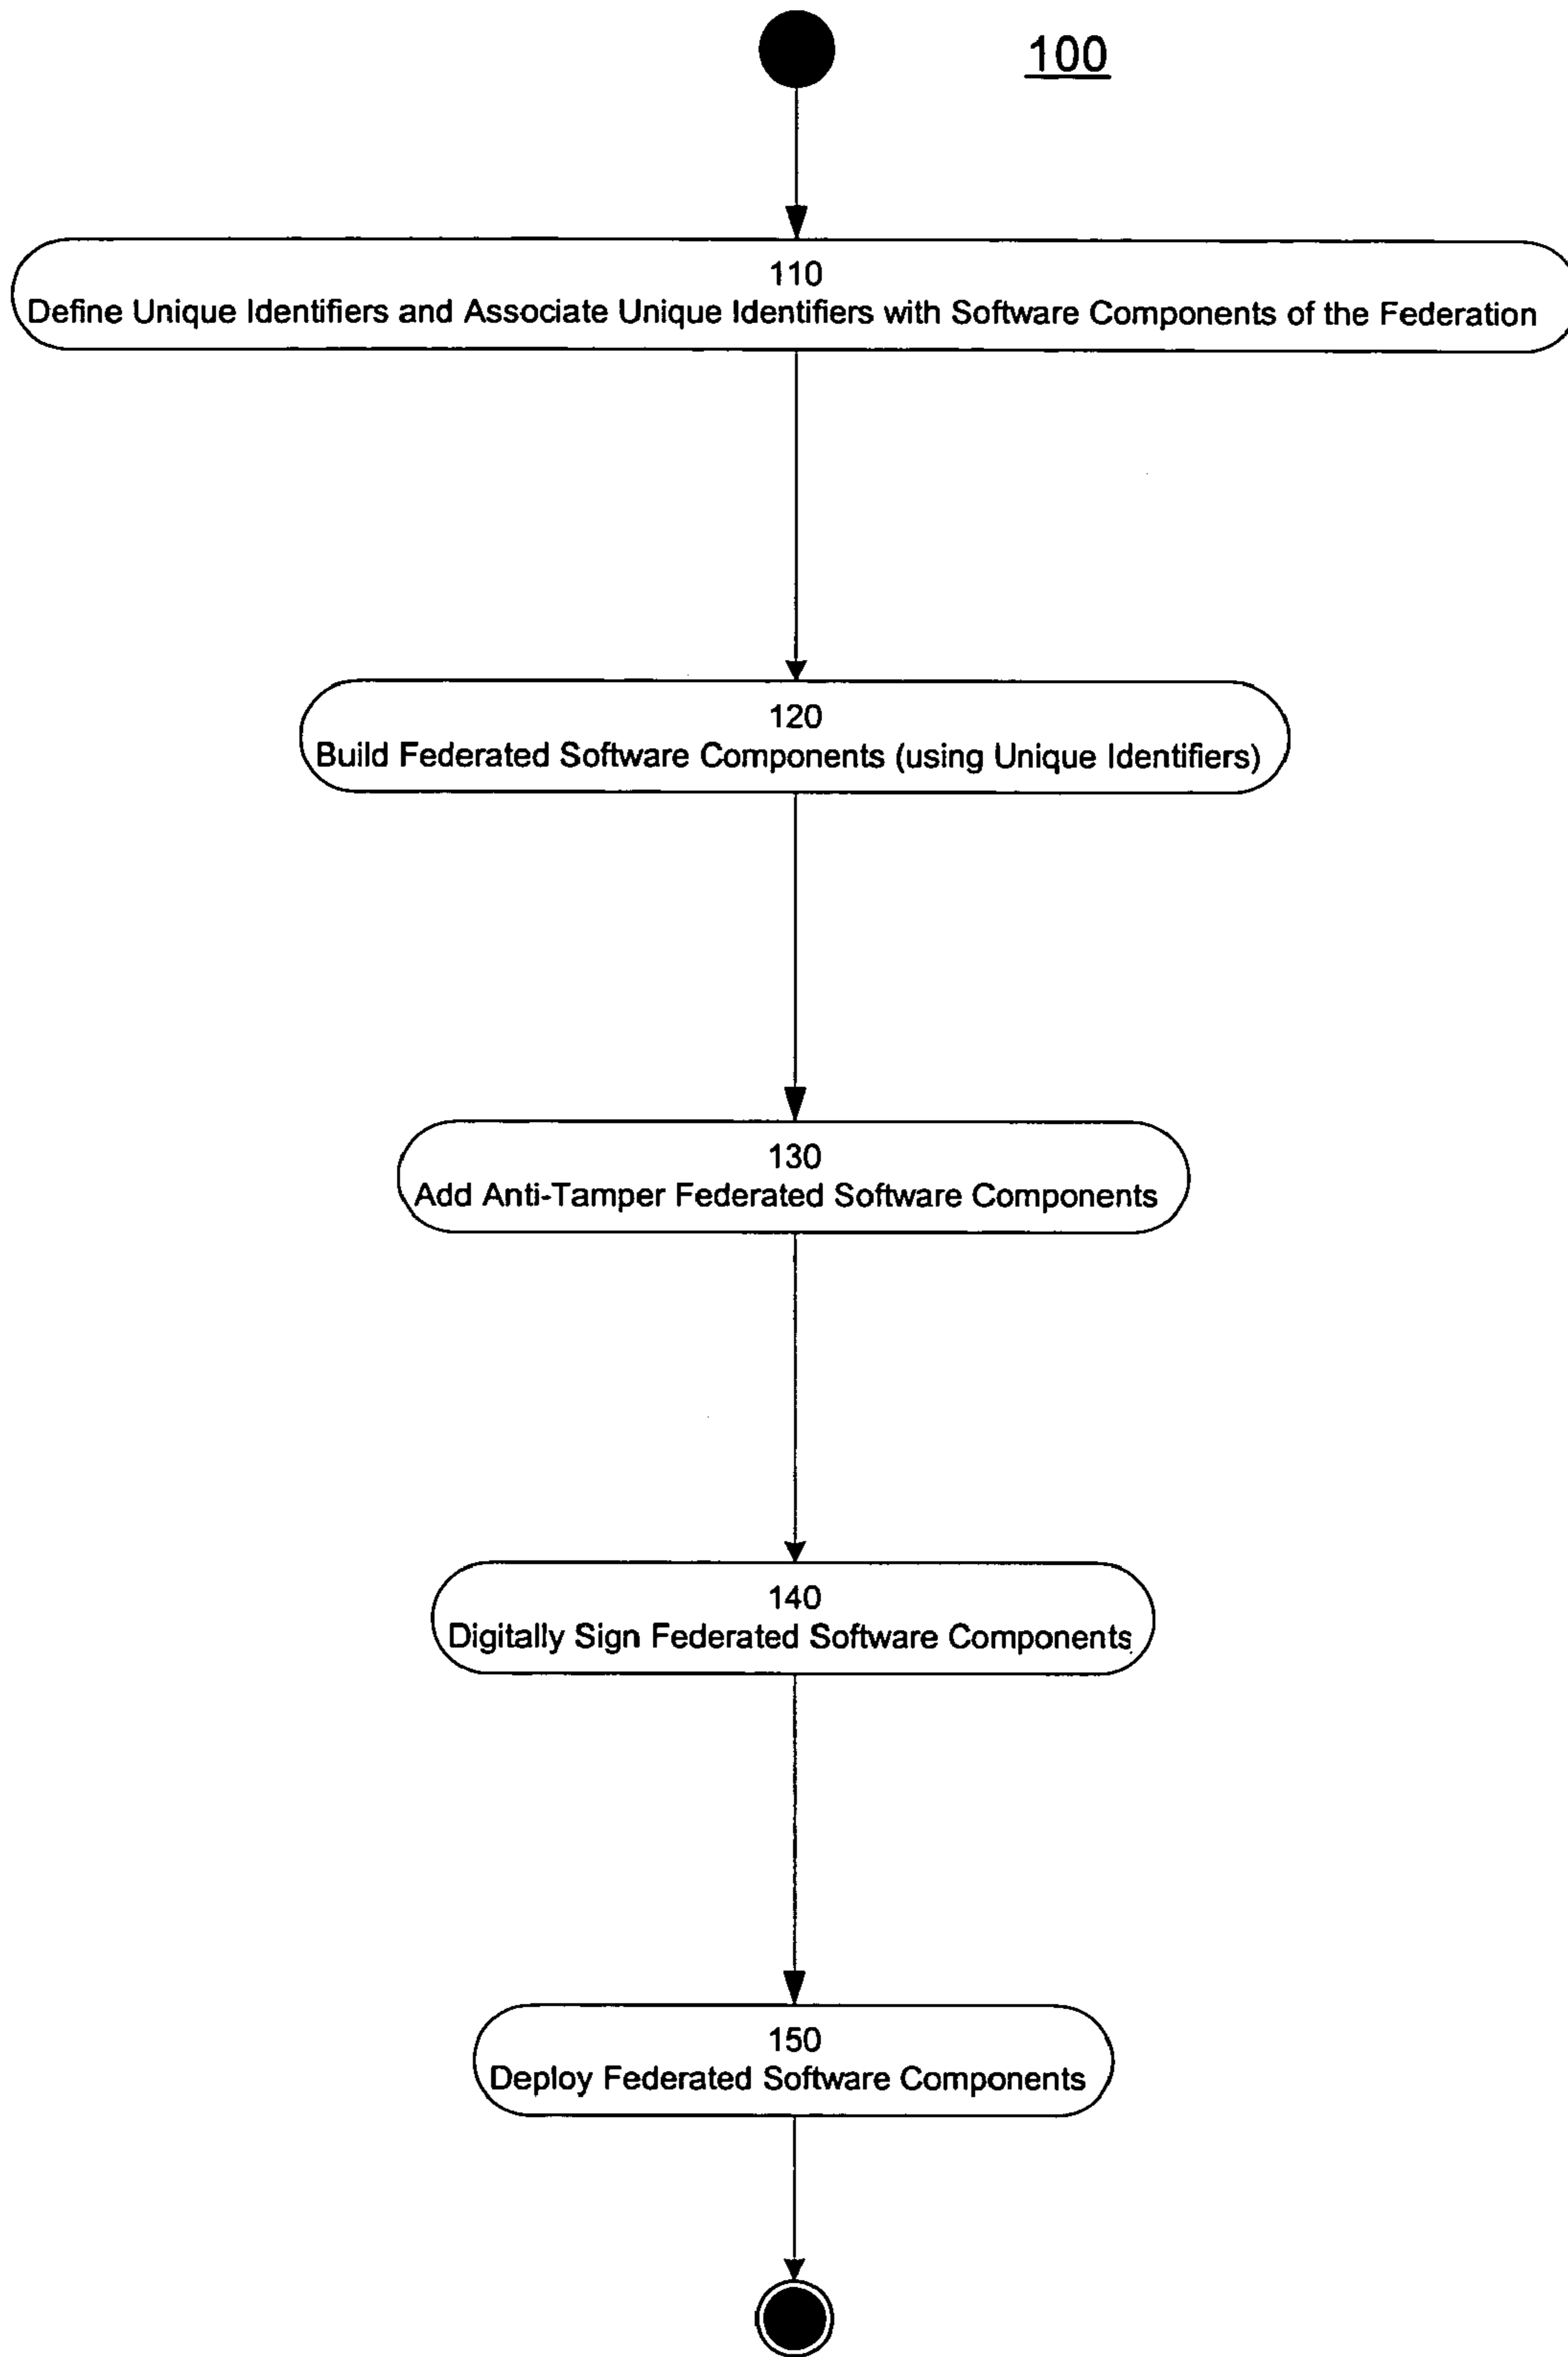 100
110
Define Unique Identifiers and Associate Unique Identifiers with Software Components of the Federation
120
Build Federated Software Components (using Unique Identifiers)
130
Add Anti-Tamper Federated Software Components
140
Digitally Sign Federated Software Components
150
Deploy Federated Software Components